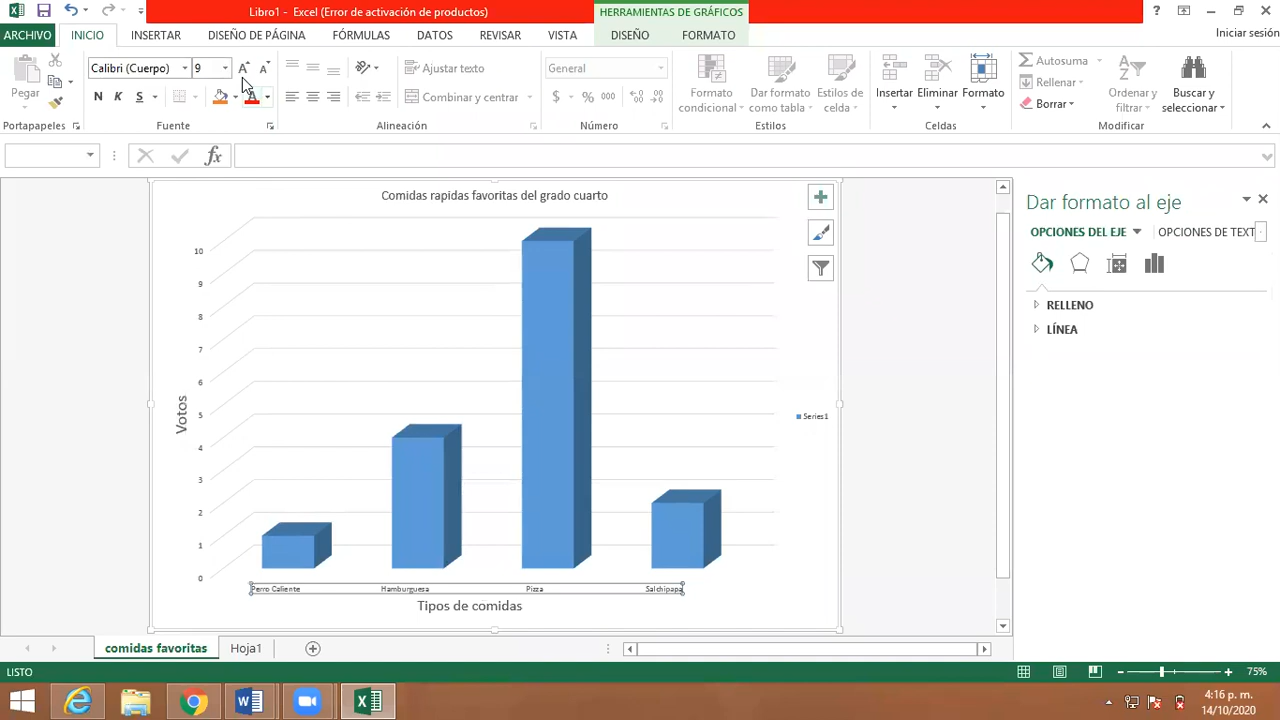 Libro1 - Excel (Error de activación de productos)
HERRAMIENTAS DE GRÁFICOS
?
ARCHIVO INICIO INSERTAR DISEÑO DE PÁGINA FÓRMULAS DATOS REVISAR VISTA DISEÑO FORMATO Iniciar sesión
Pegar
Calibri (Cuerpo) 9
N K S
Ajustar texto
Combinar y centrar
General
$ % 000
Formato condicional
Dar formato como tabla
Estilos de celda
Insertar Eliminar Formato
Autosuma
Rellenar
Borrar
Ordenar y filtrar
Buscar y seleccionar
Portapapeles Fuente Alineación Número Estilos Celdas Modificar
fx
Comidas rapidas favoritas del grado cuarto
10
9
8
7
6
5
4
3
2
1
0
Votos
Series1
Perro Caliente Hamburguesa Pizza Salchipapa
Tipos de comidas
Dar formato al eje
OPCIONES DEL EJE OPCIONES DE TEXT
RELLENO
LÍNEA
comidas favoritas Hoja1
LISTO 75%
4:16 p. m.
14/10/2020